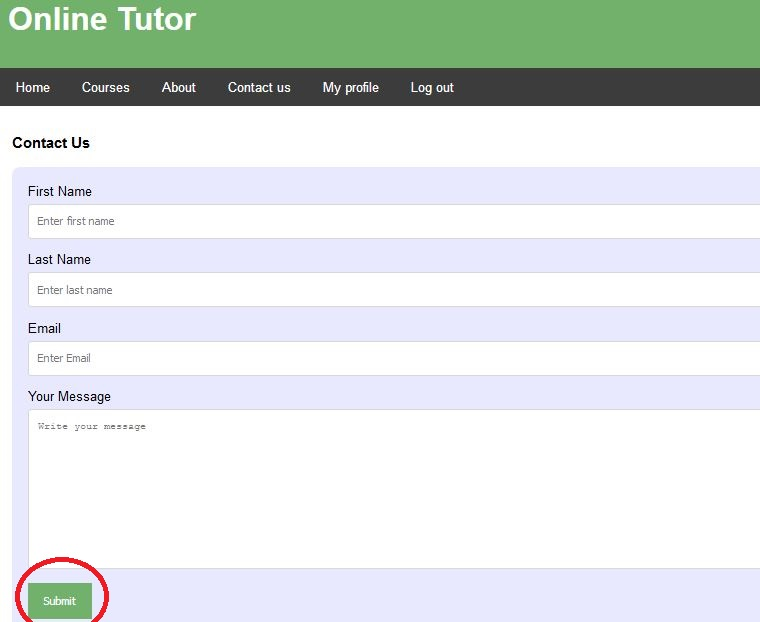 Online Tutor
Home Courses About Contact us My profile Log out
Contact Us
First Name
Enter first name
Last Name
Enter last name
Email
Enter Email
Your Message
Write your message
Submit